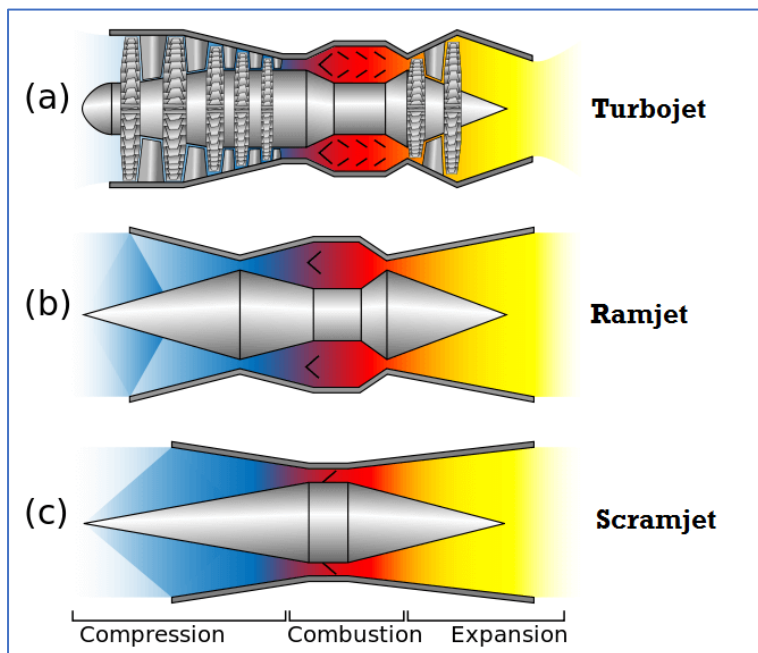 (a)
Turbojet
(b)
Ramjet
(c)
Scramjet
Compression Combustion Expansion